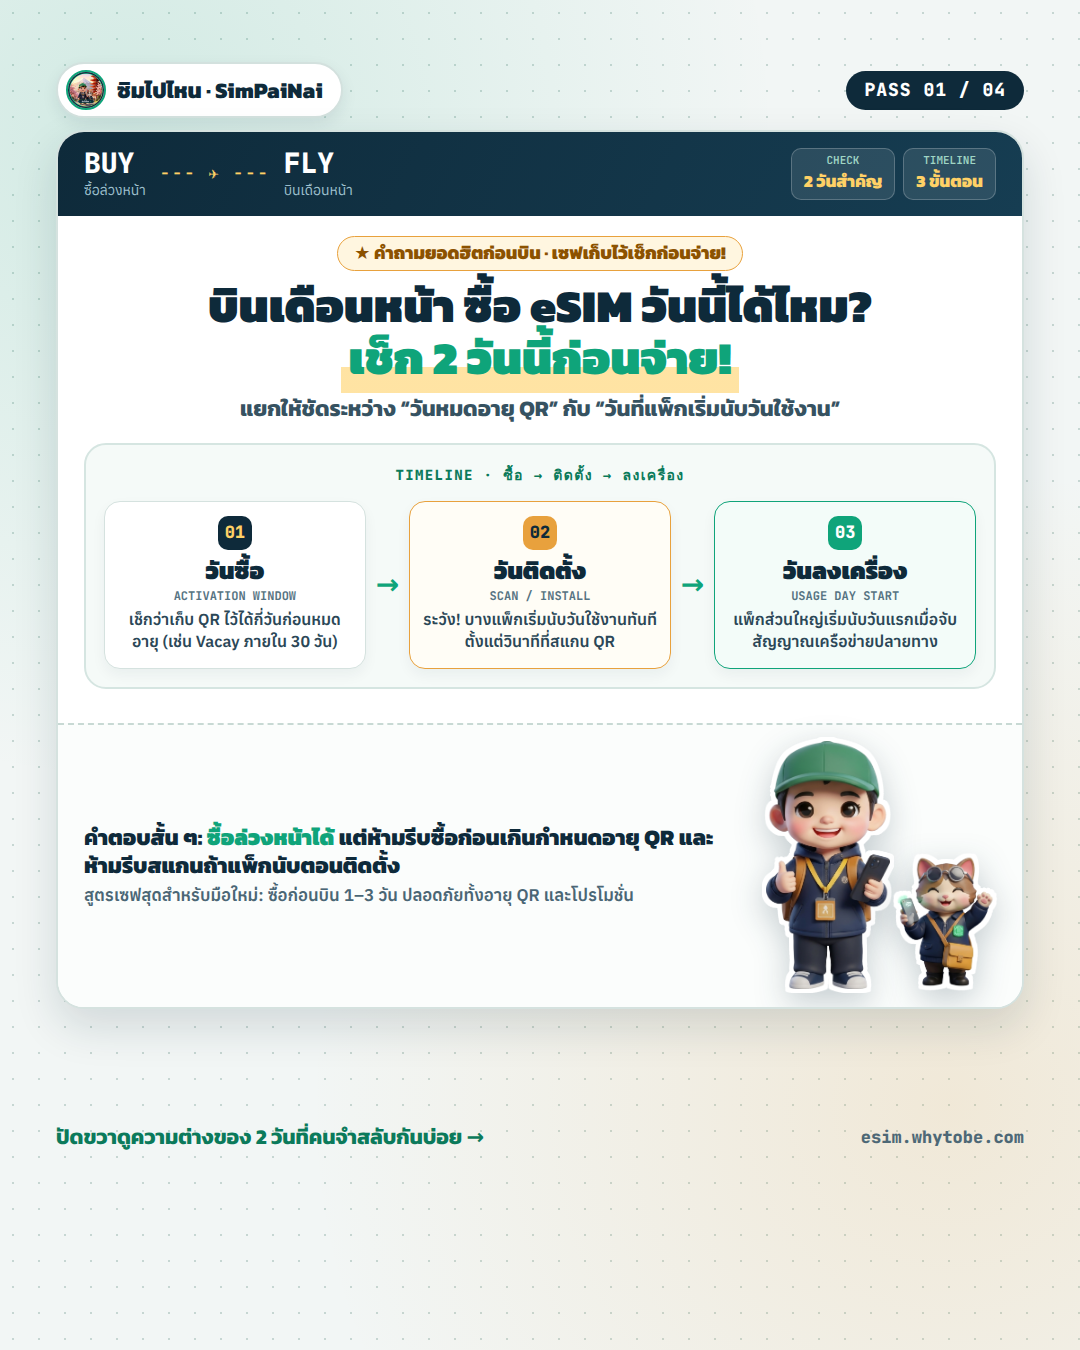 ซิมไปไหน · SimPaiNai
PASS 01 / 04
BUY --- ✈ --- FLY
ซื้อล่วงหน้า บินเดือนหน้า
CHECK
2 วันสำคัญ
TIMELINE
3 ขั้นตอน
★ คำถามยอดฮิตก่อนบิน · เซฟเก็บไว้เช็กก่อนจ่าย!
บินเดือนหน้า ซื้อ eSIM วันนี้ได้ไหม?
เช็ก 2 วันนี้ก่อนจ่าย!
แยกให้ชัดระหว่าง “วันหมดอายุ QR” กับ “วันที่แพ็กเริ่มนับวันใช้งาน”
TIMELINE · ซื้อ → ติดตั้ง → ลงเครื่อง
01
วันซื้อ
ACTIVATION WINDOW
เช็กว่าเก็บ QR ไว้ได้กี่วันก่อนหมด
อายุ (เช่น Vacay ภายใน 30 วัน)
→
02
วันติดตั้ง
SCAN / INSTALL
ระวัง! บางแพ็กเริ่มนับวันใช้งานทันที
ตั้งแต่วินาทีที่สแกน QR
→
03
วันลงเครื่อง
USAGE DAY START
แพ็กส่วนใหญ่เริ่มนับวันแรกเมื่อจับ
สัญญาณเครือข่ายปลายทาง
คำตอบสั้น ๆ: ซื้อล่วงหน้าได้ แต่ห้ามรีบซื้อก่อนเกินกำหนดอายุ QR และ
ห้ามรีบสแกนถ้าแพ็กนับตอนติดตั้ง
สูตรเซฟสุดสำหรับมือใหม่: ซื้อก่อนบิน 1–3 วัน ปลอดภัยทั้งอายุ QR และโปรโมชั่น
ปัดขวาดูความต่างของ 2 วันที่คนจำสลับกันบ่อย →
esim.whytobe.com